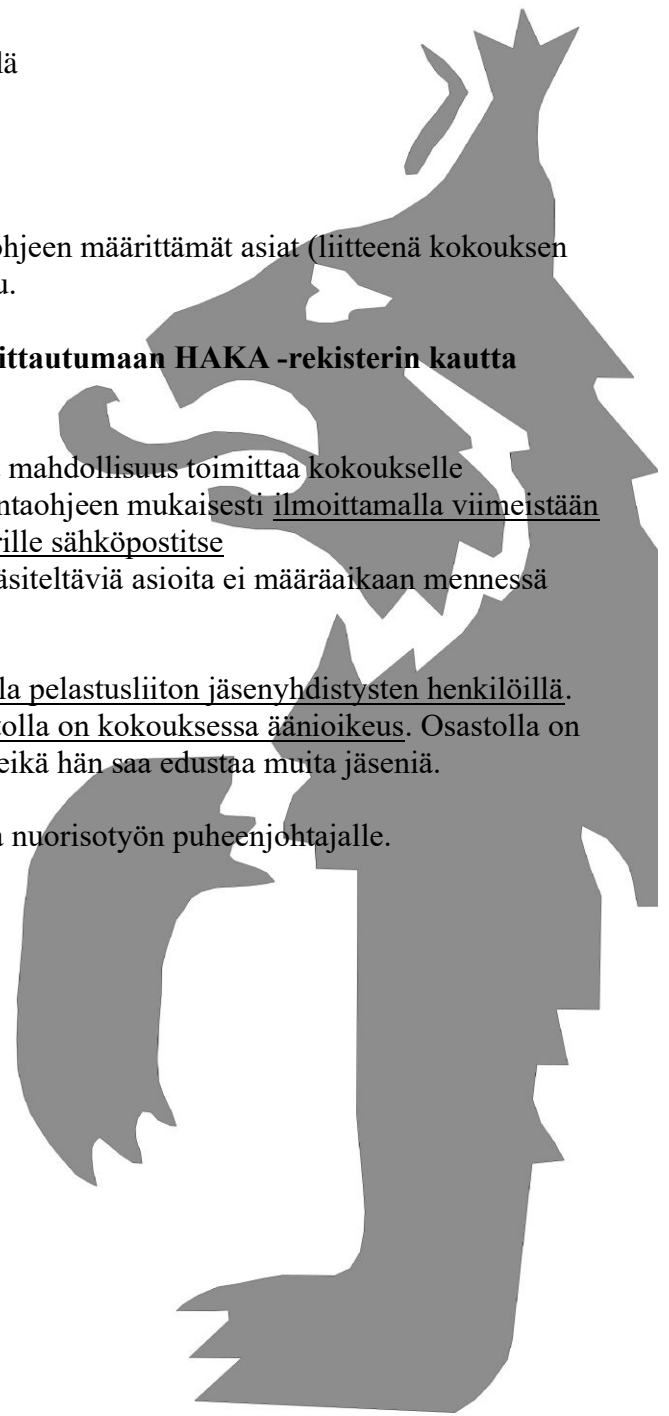 lä
ohjeen määrittämät asiat (liitteenä kokouksen
u.
ittautumaan HAKA -rekisterin kautta
mahdollisuus toimittaa kokoukselle
ntaohjeen mukaisesti ilmoittamalla viimeistään
rille sähköpostitse
äsiteltäviä asioita ei määräaikaan mennessä
lla pelastusliiton jäsenyhdistysten henkilöillä.
tolla on kokouksessa äänioikeus. Osastolla on
eikä hän saa edustaa muita jäseniä.
a nuorisotyön puheenjohtajalle.